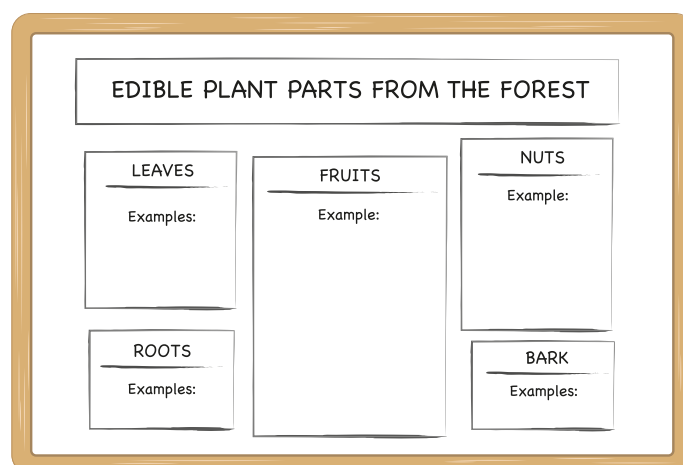 EDIBLE PLANT PARTS FROM THE FOREST
LEAVES
Examples:
FRUITS
Example:
NUTS
Example:
ROOTS
Examples:
BARK
Examples: